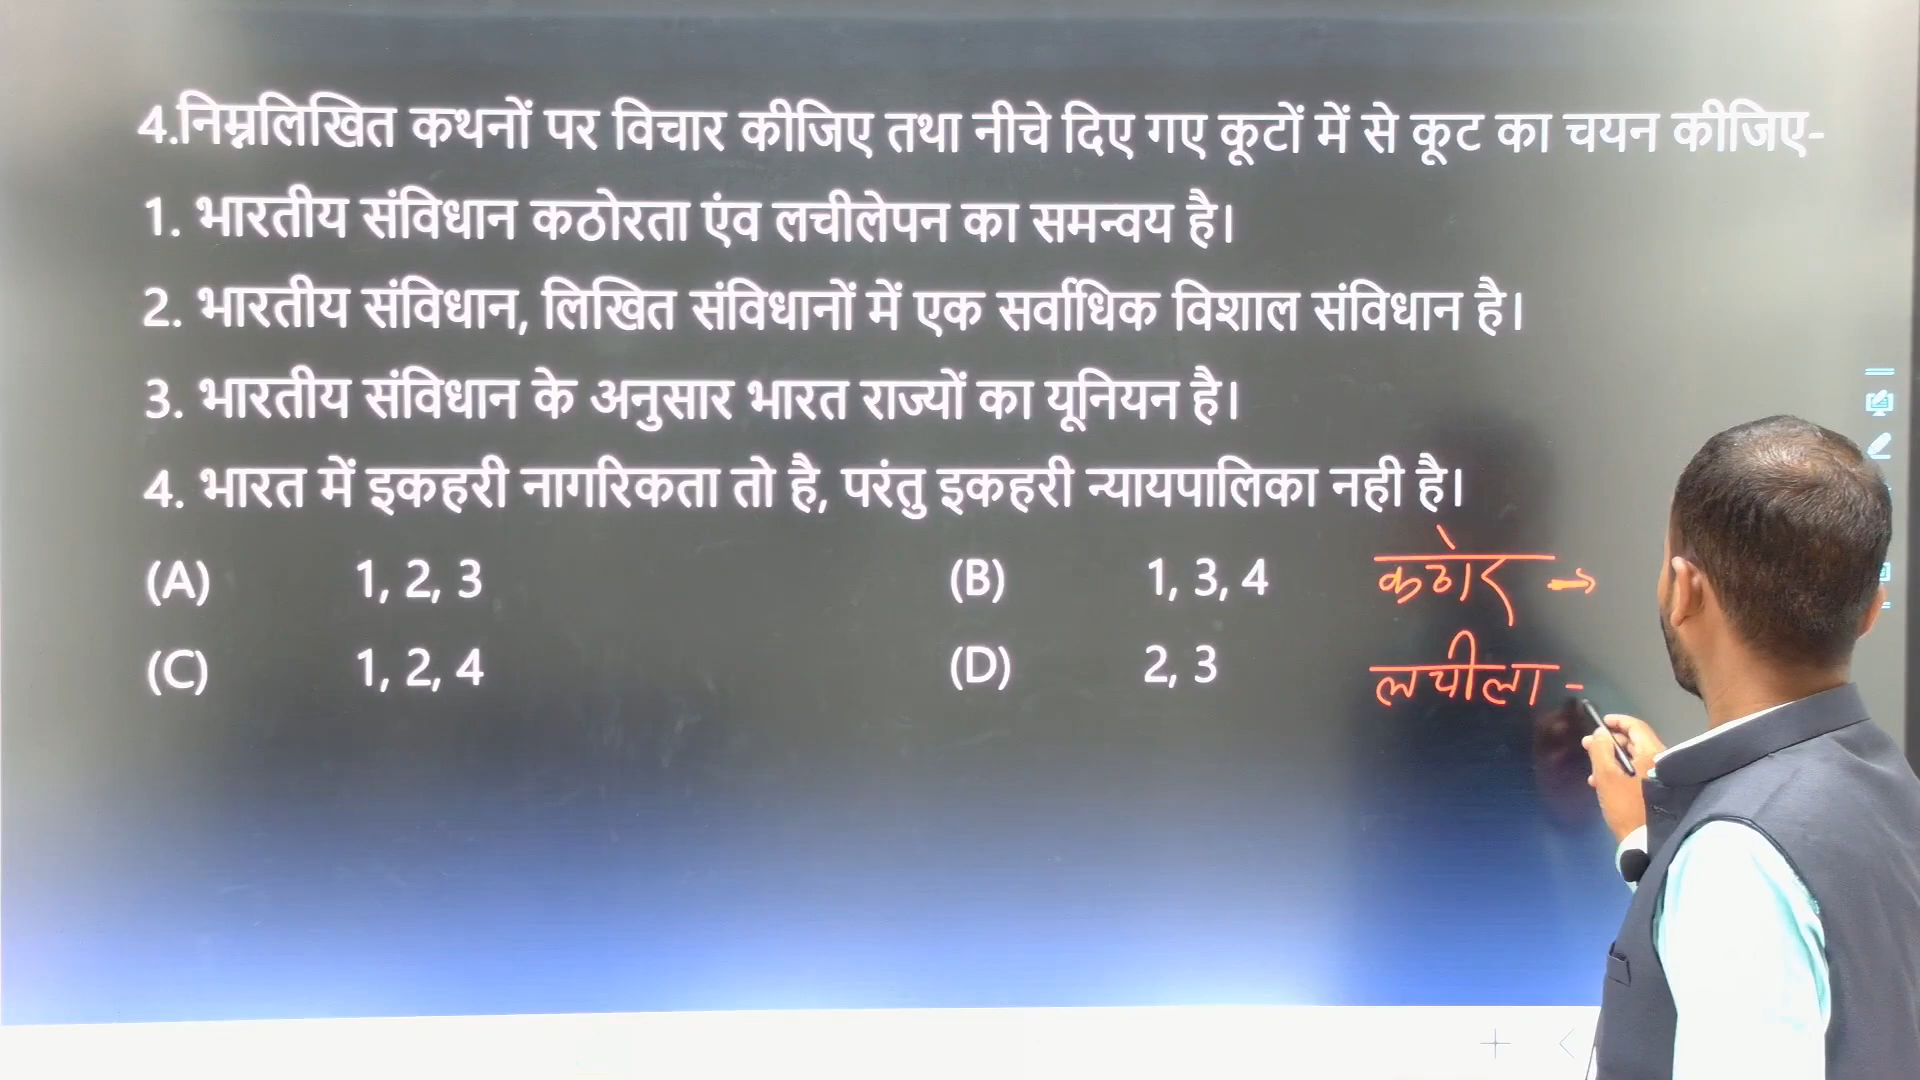 4.निम्नलिखित कथनों पर विचार कीजिए तथा नीचे दिए गए कूटों में से कूट का चयन कीजिए-
1. भारतीय संविधान कठोरता एंव लचीलेपन का समन्वय है।
2. भारतीय संविधान, लिखित संविधानों में एक सर्वाधिक विशाल संविधान है।
3. भारतीय संविधान के अनुसार भारत राज्यों का यूनियन है।
4. भारत में इकहरी नागरिकता तो है, परंतु इकहरी न्यायपालिका नही है।
(A) 1, 2, 3 (B) 1, 3, 4
(C) 1, 2, 4 (D) 2, 3
कठोर →
लचीला -